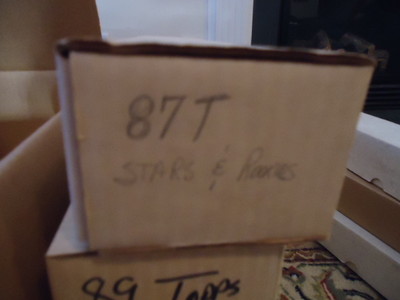 87T
STARS & ROOKIES
89 Topps